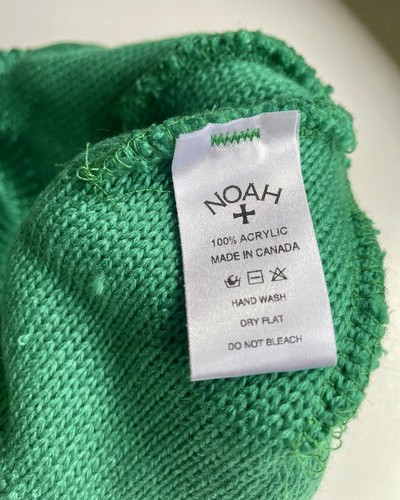 NOAH
100% ACRYLIC
MADE IN CANADA
HAND WASH
DRY FLAT
DO NOT BLEACH